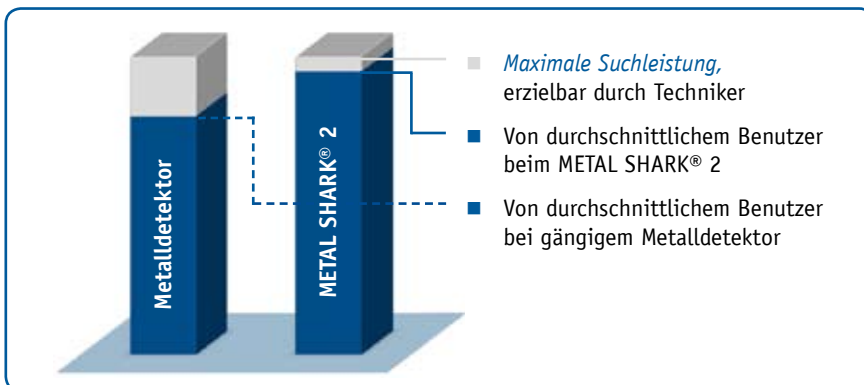 Metalldetektor
METAL SHARK® 2
Maximale Suchleistung,
erzielbar durch Techniker
Von durchschnittlichem Benutzer
beim METAL SHARK® 2
Von durchschnittlichem Benutzer
bei gängigem Metalldetektor